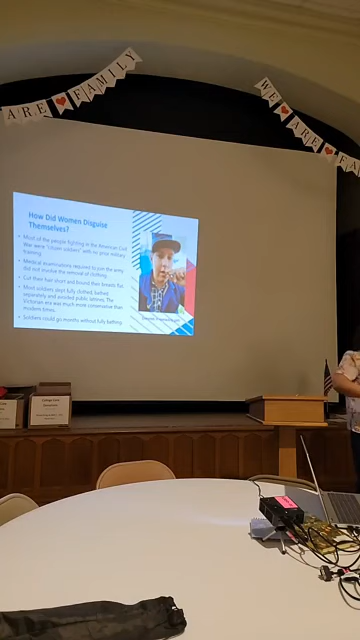 ARE FAMILY
WE ARE FA
How Did Women Disguise
Themselves?
Most of the people fighting in the American Civil
War were "citizen soldiers" with no prior military
training.
Medical examinations required to join the army
did not involve the removal of clothing.
Cut their hair short and bound their breasts flat.
Most soldiers slept fully clothed, bathed
separately and avoided public latrines. The
Victorian era was much more conservative than
modern times.
Soldiers could go months without fully bathing.